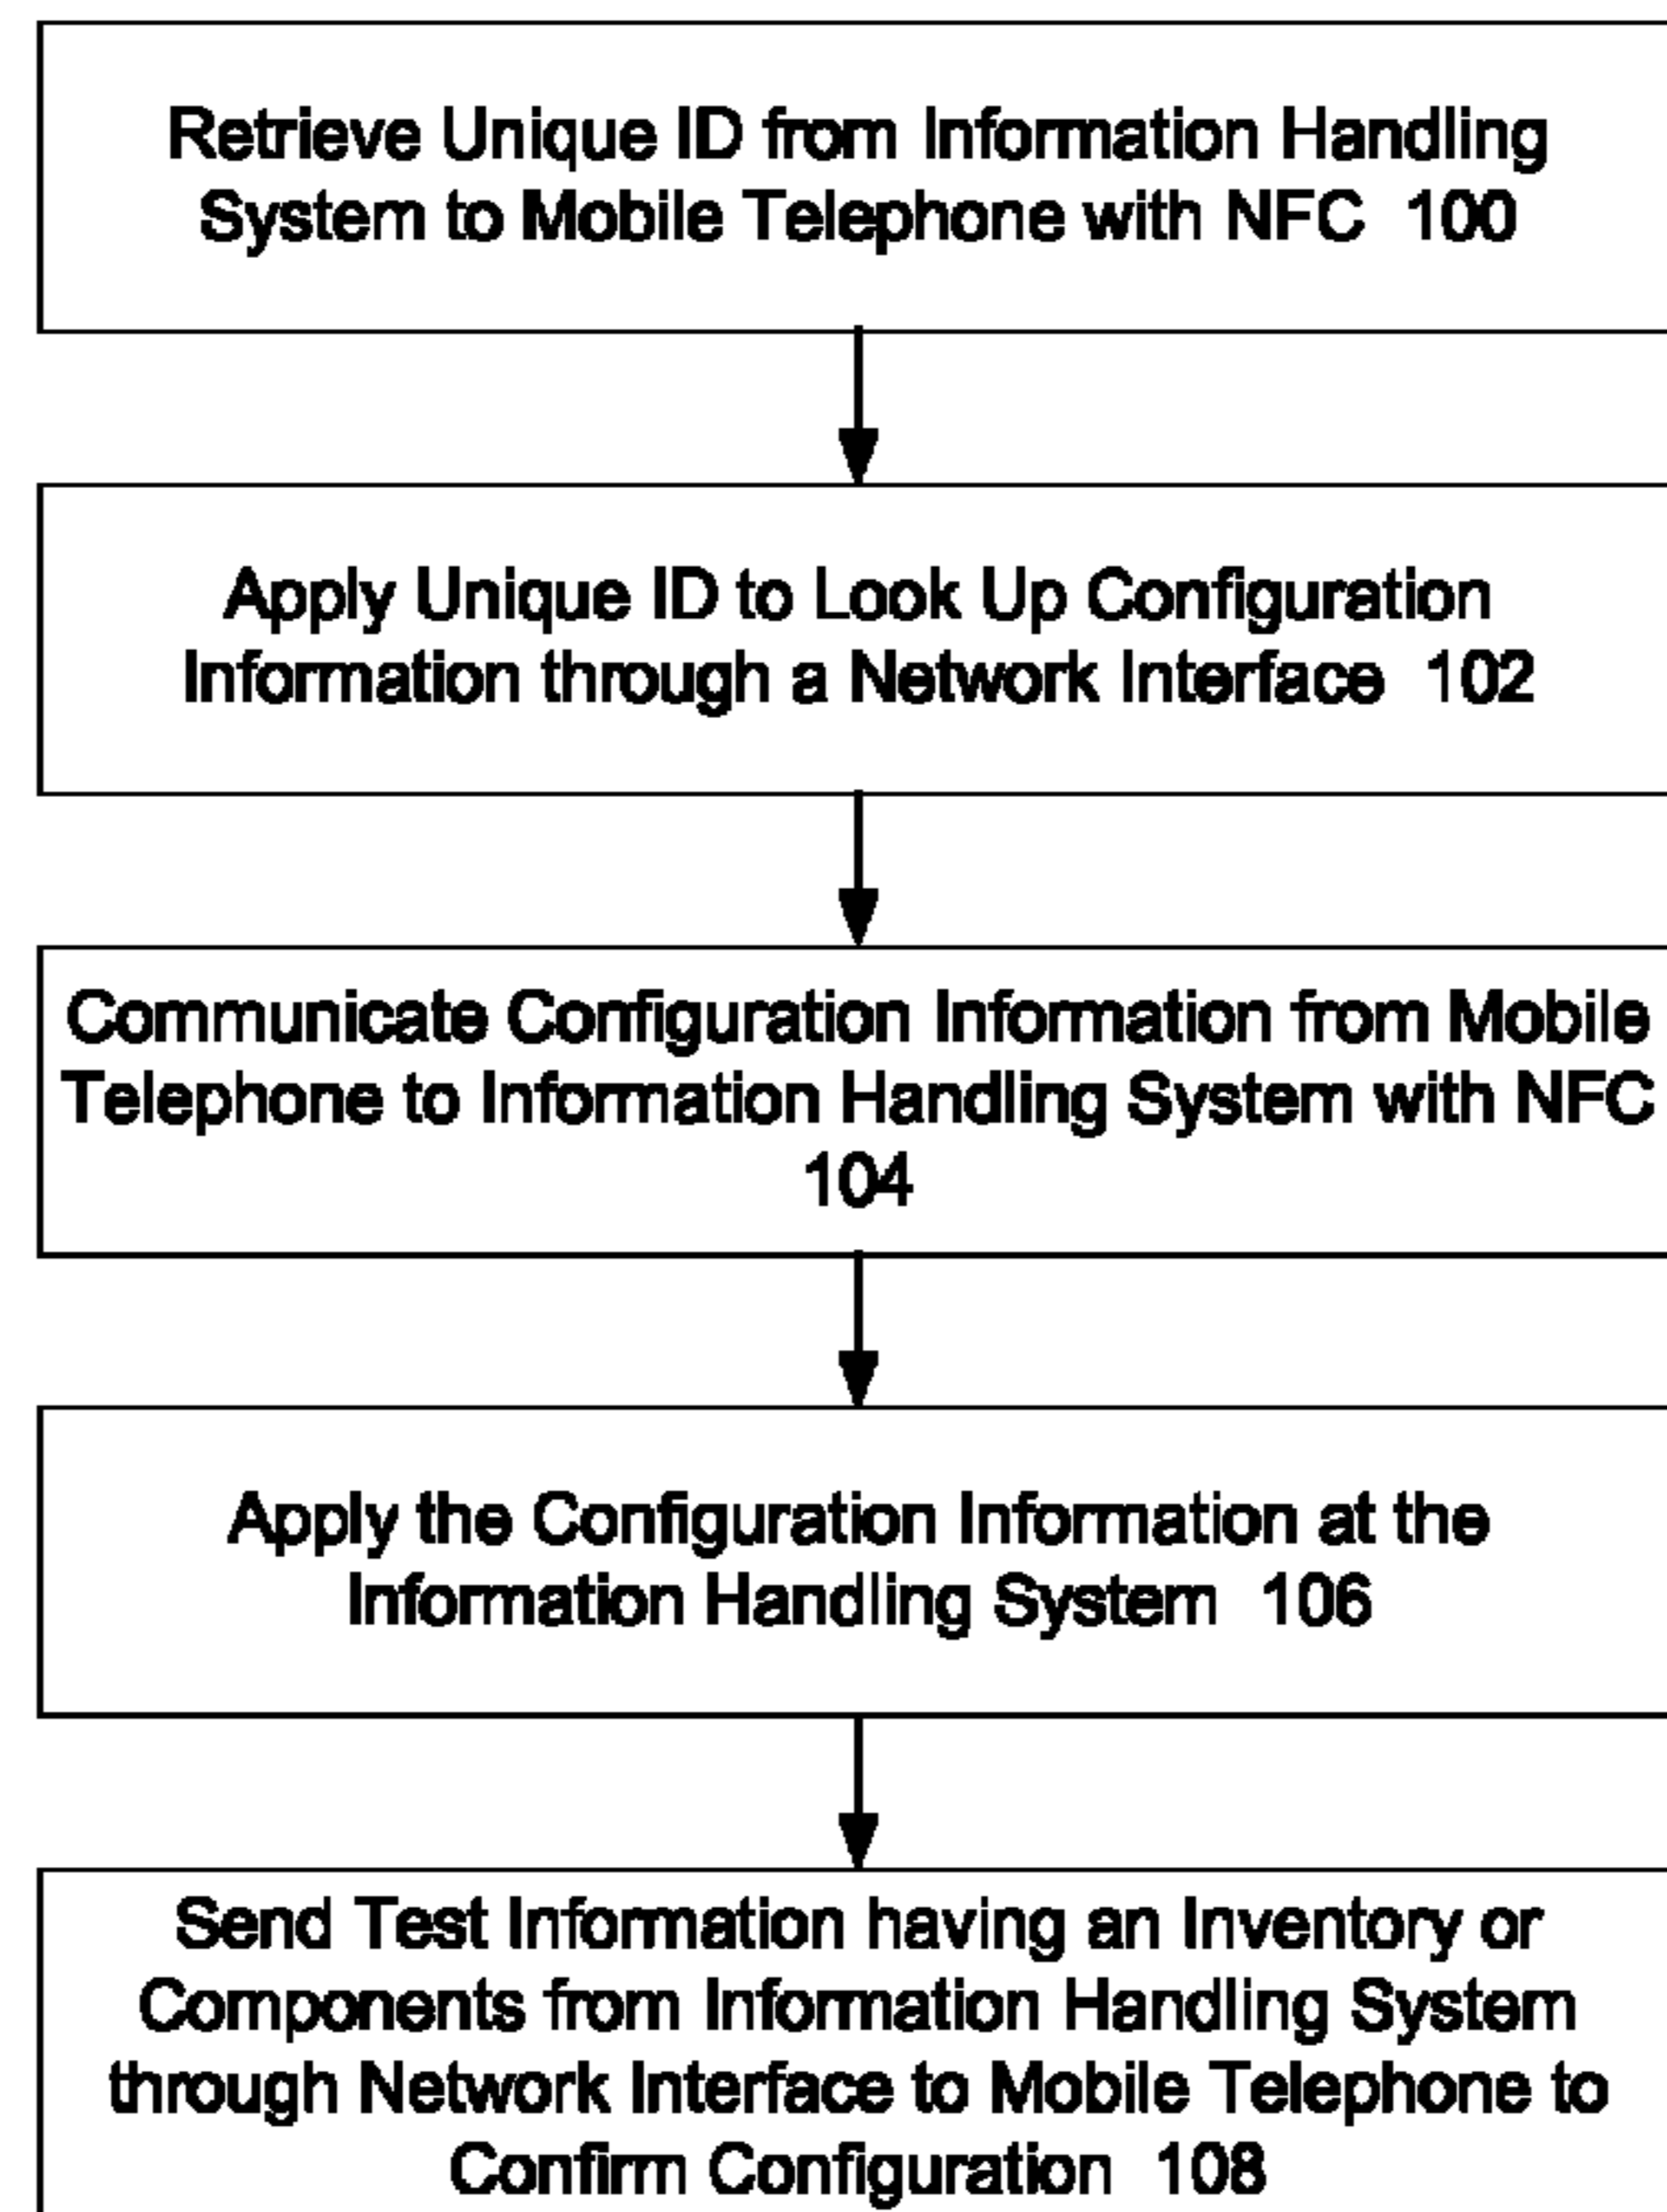 Retrieve Unique ID from Information Handling
System to Mobile Telephone with NFC 100
Apply Unique ID to Look Up Configuration
Information through a Network Interface 102
Communicate Configuration Information from Mobile
Telephone to Information Handling System with NFC
104
Apply the Configuration Information at the
Information Handling System 106
Send Test Information having an Inventory or
Components from Information Handling System
through Network Interface to Mobile Telephone to
Confirm Configuration 108